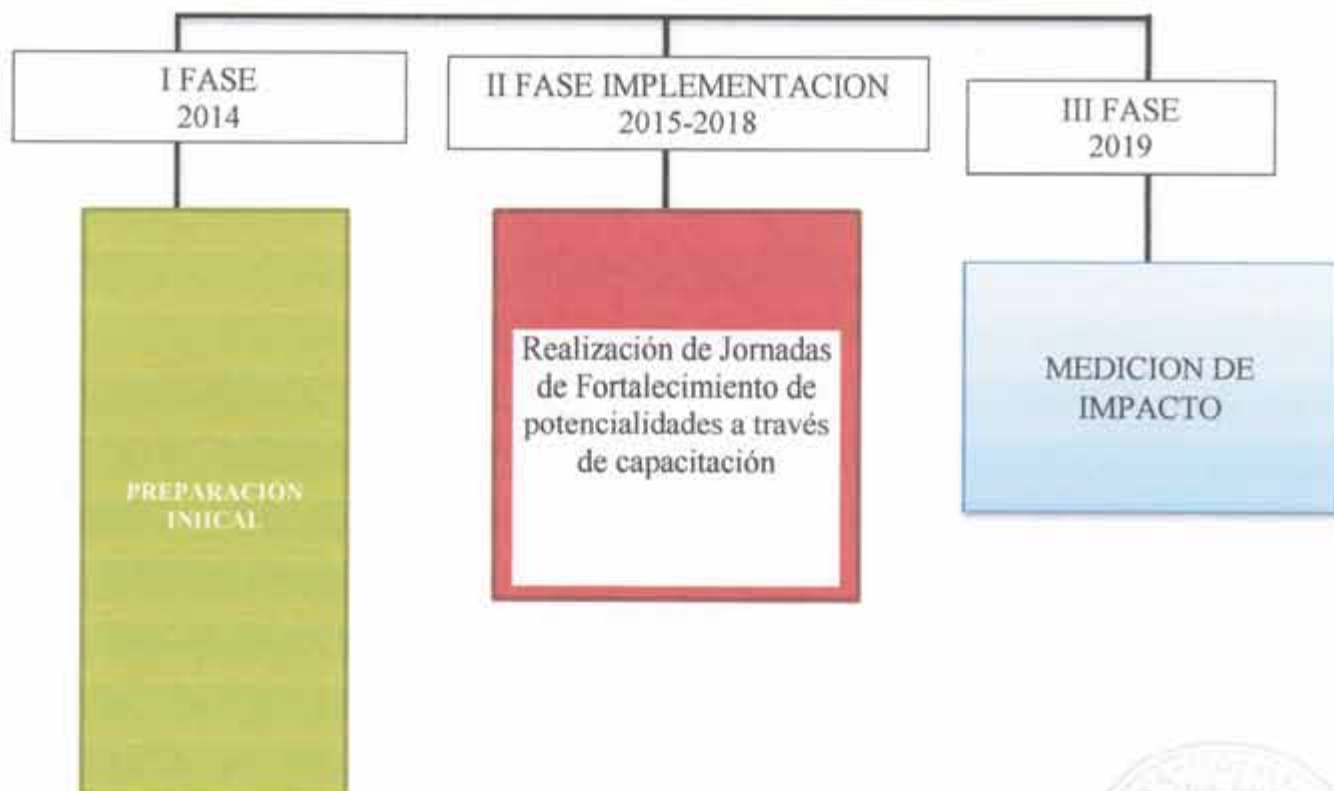 I FASE
2014
II FASE IMPLEMENTACION
2015-2018
III FASE
2019
PREPARACIÓN
INIICAL
Realización de Jornadas
de Fortalecimiento de
potencialidades a través
de capacitación
MEDICION DE
IMPACTO